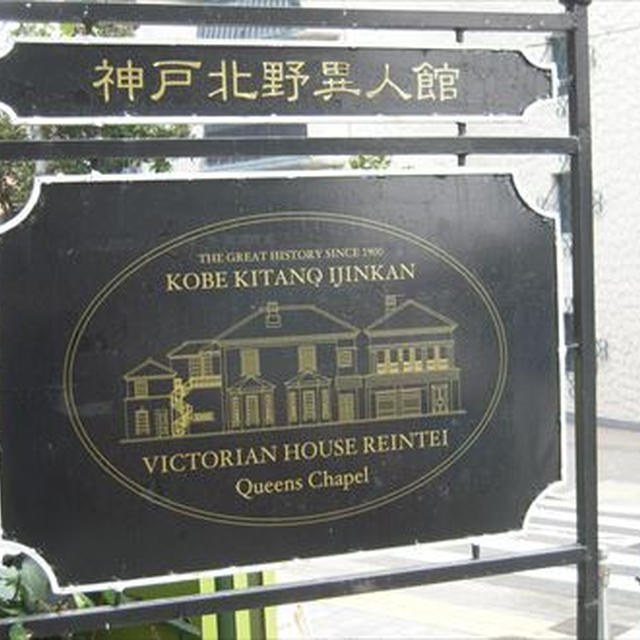 神戸北野異人館
THE GREAT HISTORY SINCE 1900
KOBE KITANO IJINKAN
VICTORIAN HOUSE REINTEI
Queens Chapel